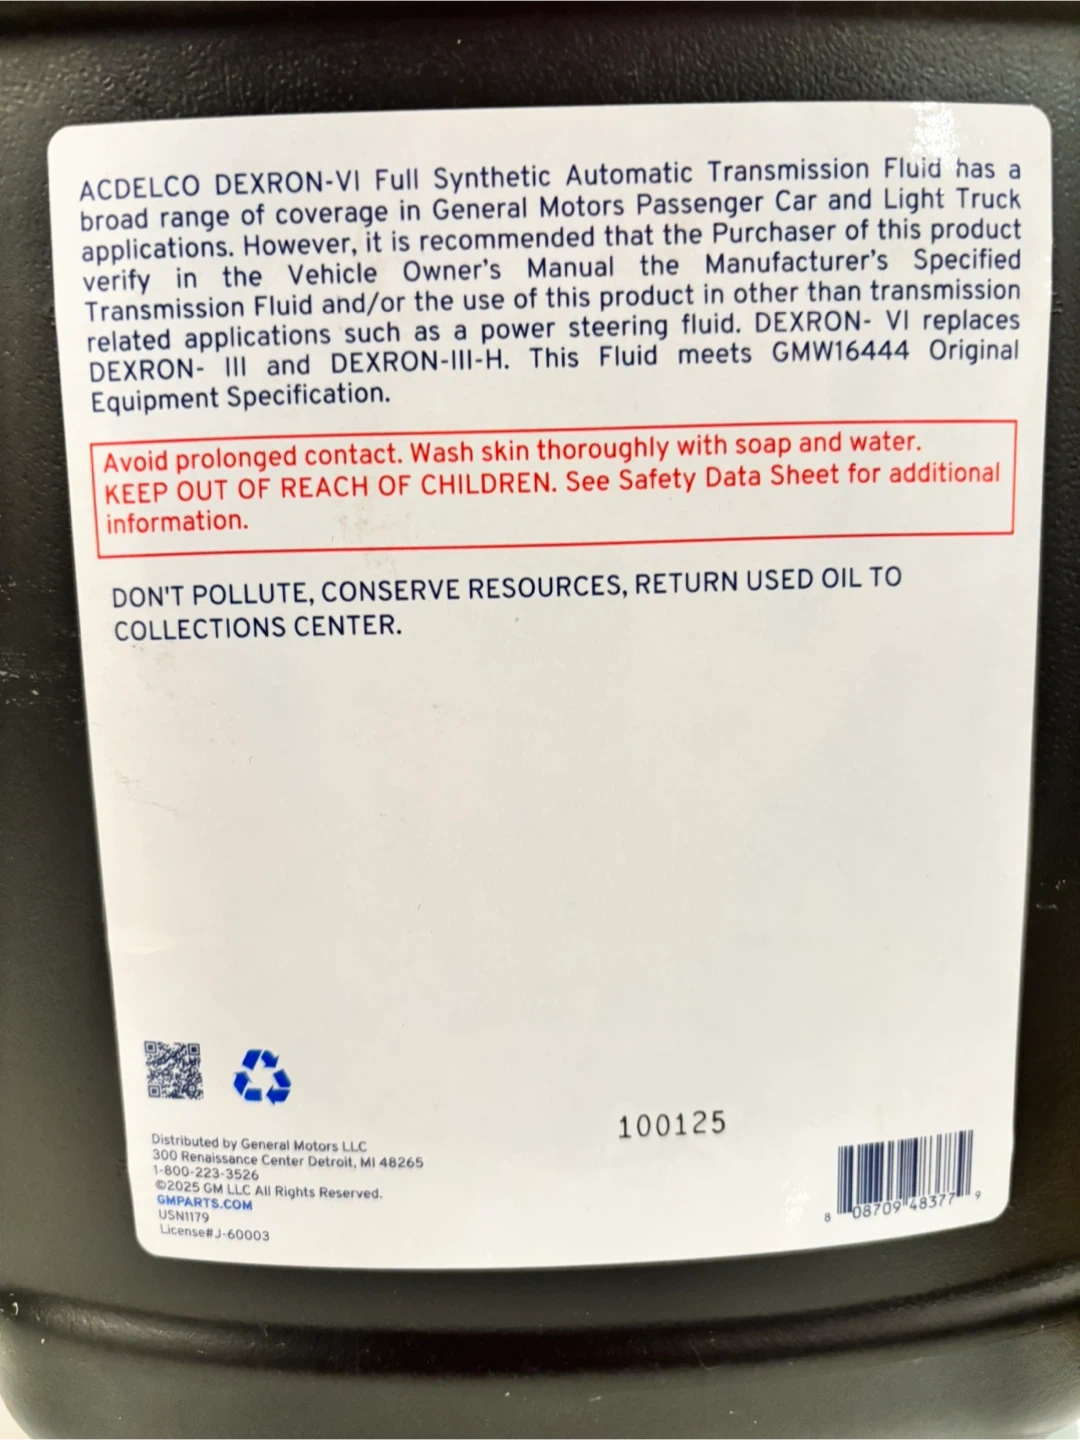 ACDELCO DEXRON-VI Full Synthetic Automatic Transmission Fluid has a
broad range of coverage in General Motors Passenger Car and Light Truck
applications. However, it is recommended that the Purchaser of this product
verify in the Vehicle Owner's Manual the Manufacturer's Specified
Transmission Fluid and/or the use of this product in other than transmission
related applications such as a power steering fluid. DEXRON- VI replaces
DEXRON- III and DEXRON-III-H. This Fluid meets GMW16444 Original
Equipment Specification.
Avoid prolonged contact. Wash skin thoroughly with soap and water.
KEEP OUT OF REACH OF CHILDREN. See Safety Data Sheet for additional
information.
DON'T POLLUTE, CONSERVE RESOURCES, RETURN USED OIL TO
COLLECTIONS CENTER.
100125
Distributed by General Motors LLC
300 Renaissance Center Detroit, MI 48265
1-800-223-3526
©2025 GM LLC All Rights Reserved.
GMPARTS.COM
USN1179
License#J-60003
8 08709 48377 9